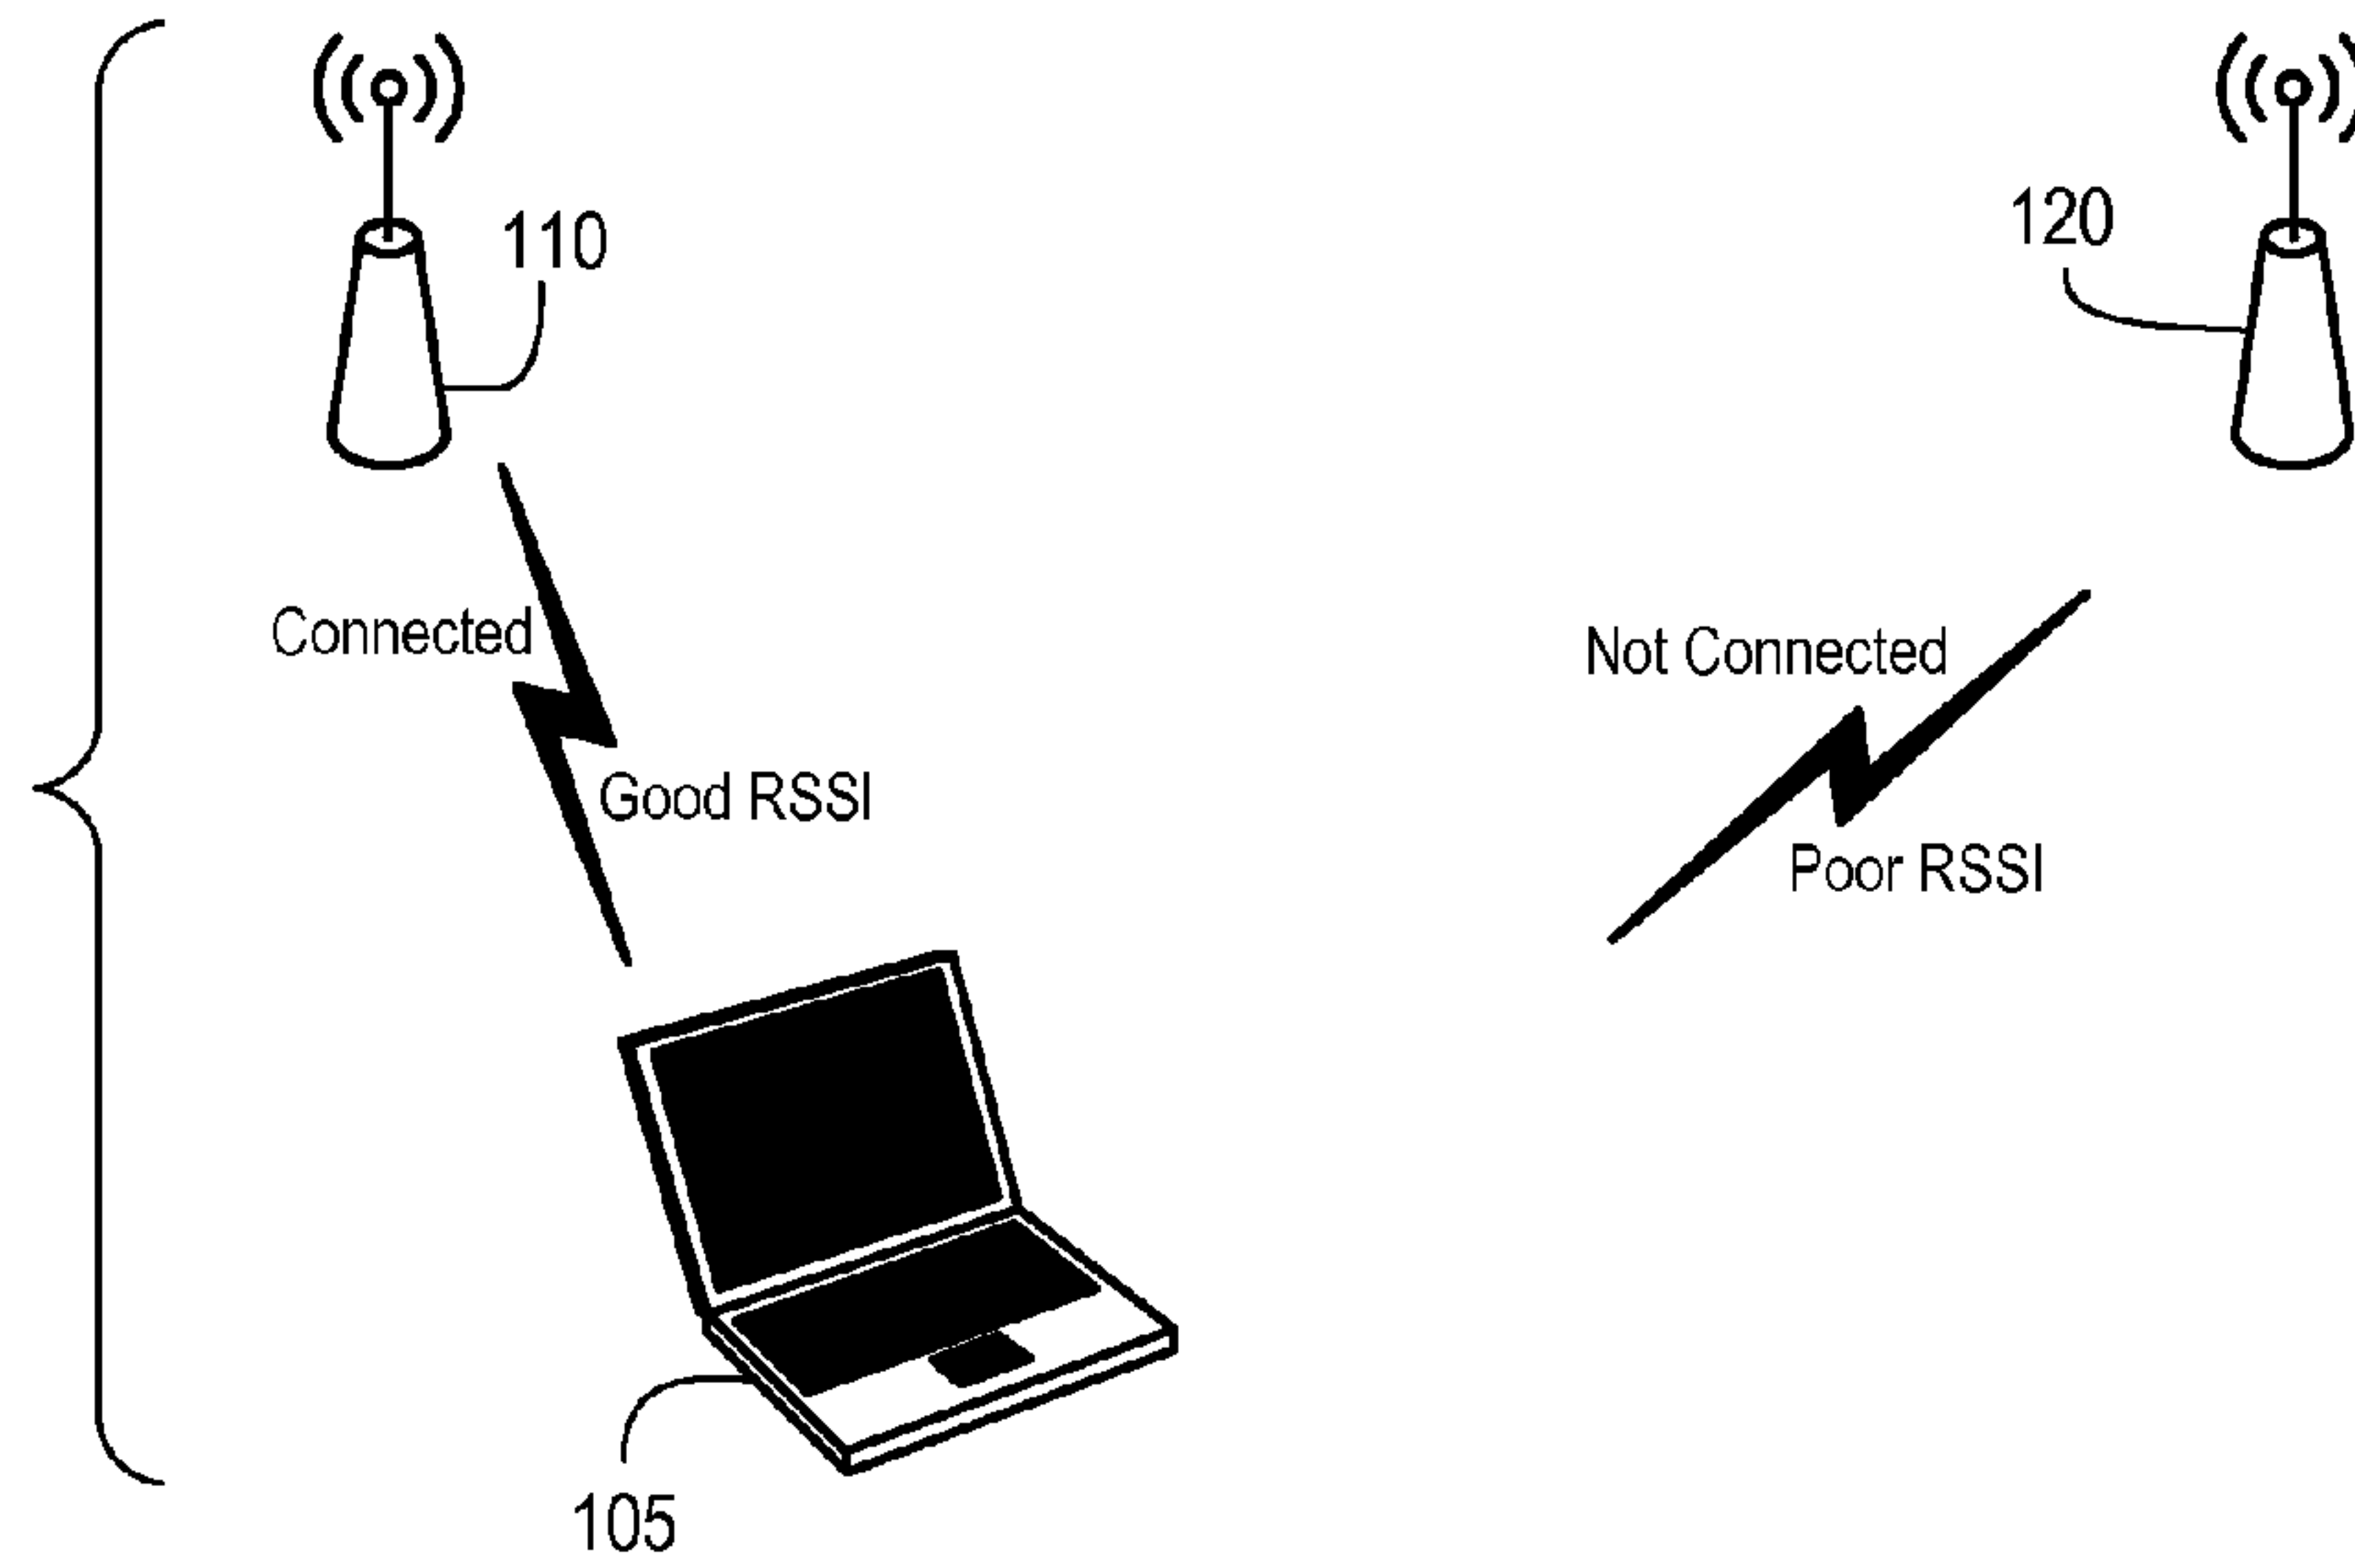 110
120
Connected
Not Connected
Good RSSI
Poor RSSI
105